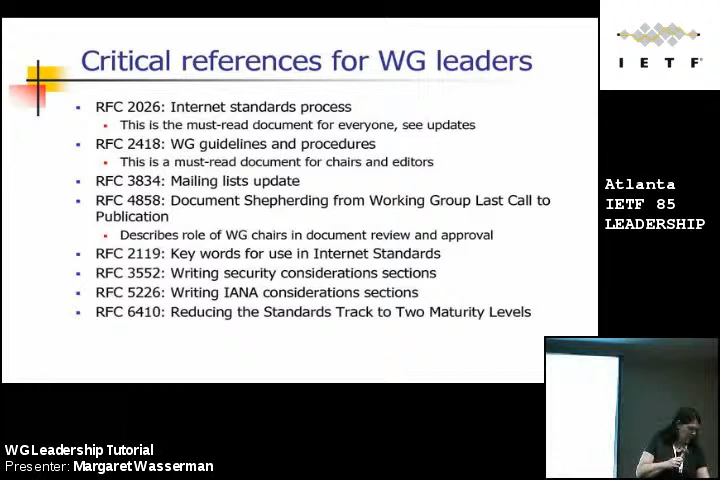 Critical references for WG leaders
RFC 2026: Internet standards process
This is the must-read document for everyone, see updates
RFC 2418: WG guidelines and procedures
This is a must-read document for chairs and editors
RFC 3834: Mailing lists update
RFC 4858: Document Shepherding from Working Group Last Call to
Publication
Describes role of WG chairs in document review and approval
RFC 2119: Key words for use in Internet Standards
RFC 3552: Writing security considerations sections
RFC 5226: Writing IANA considerations sections
RFC 6410: Reducing the Standards Track to Two Maturity Levels
I E T F®
Atlanta
IETF 85
LEADERSHIP
WG Leadership Tutorial
Presenter: Margaret Wasserman